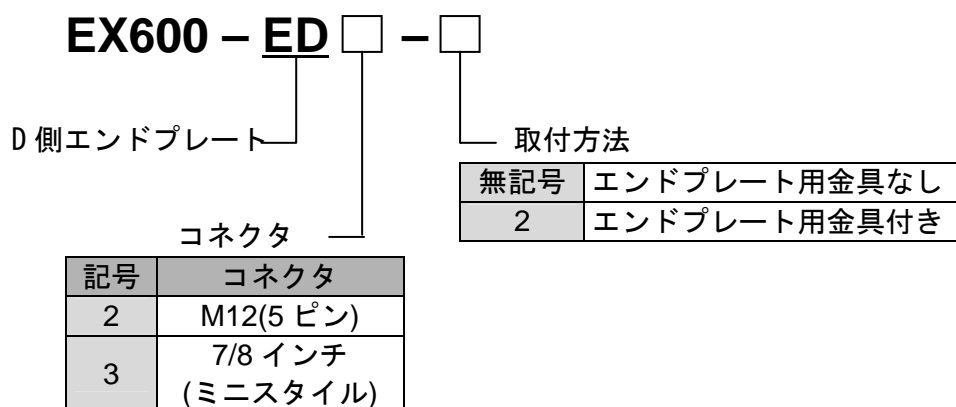 EX600 – ED □ – □
D側エンドプレート
取付方法
無記号 エンドプレート用金具なし
2 エンドプレート用金具付き
コネクタ
記号 コネクタ
2 M12(5 ピン)
3 7/8 インチ
(ミニスタイル)